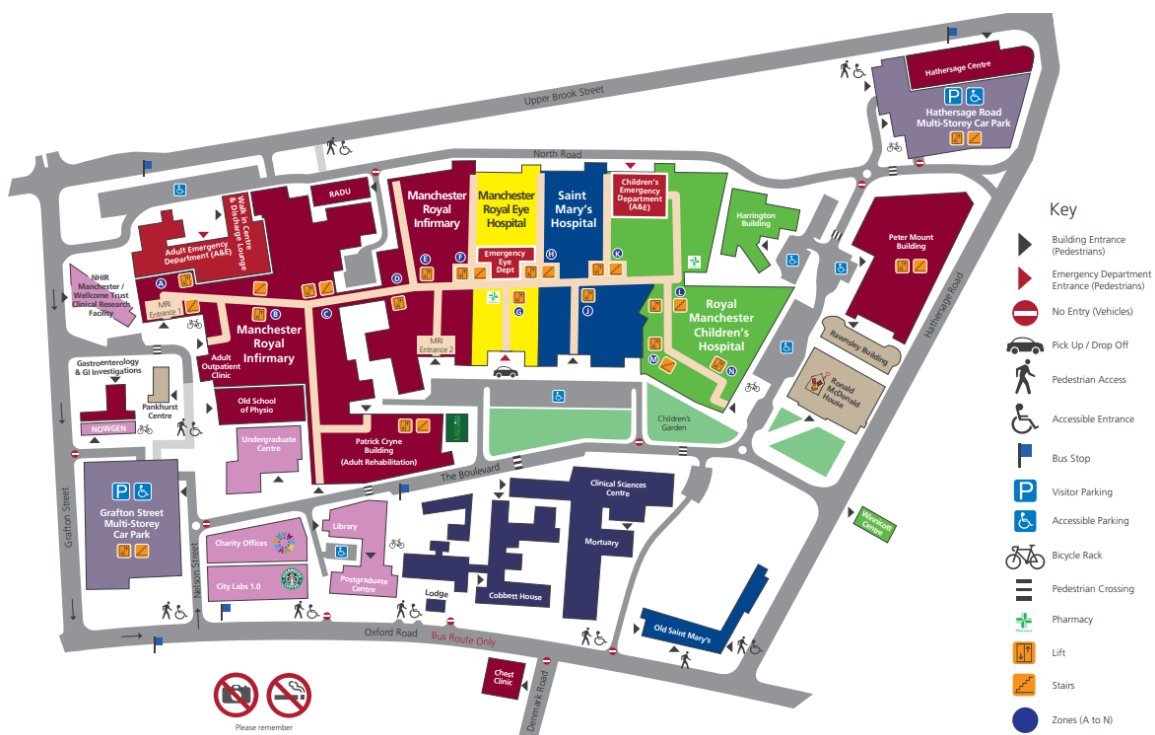 Upper Brook Street
Hathersage Centre
Hathersage Road
Multi-Storey Car Park
North Road
RADU
Walk in Centre
& Discharge Lounge
Adult Emergency
Department (A&E)
Manchester
Royal
Infirmary
Manchester
Royal Eye
Hospital
Saint
Mary's
Hospital
Children's
Emergency
Department
(A&E)
Harrington
Building
Peter Mount
Building
Emergency
Eye
Dept
NHIR
Manchester /
Wellcome Trust
Clinical Research
Facility
MRI
Entrance 1
A
B
C
D
E
F
G
H
J
K
L
M
N
Manchester
Royal
Infirmary
Adult
Outpatient
Clinic
MRI
Entrance 2
Royal
Manchester
Children's
Hospital
Hathersage Road
Rawnsley Building
Ronald
McDonald
House
Gastroenterology
& GI Investigations
Pankhurst
Centre
NOWGEN
Old School
of Physio
Undergraduate
Centre
Patrick Cryne
Building
(Adult Rehabilitation)
Children's
Garden
The Boulevard
Grafton Street
Grafton Street
Multi-Storey
Car Park
Nelson Street
Charity Offices
City Labs 1.0
Library
Postgraduate
Centre
Lodge
Cobbett House
Clinical Sciences
Centre
Mortuary
Winnicott
Centre
Old Saint Mary's
Oxford Road
Bus Route Only
Chest
Clinic
Denmark Road
Please remember
Key
Building Entrance
(Pedestrians)
Emergency Department
Entrance (Pedestrians)
No Entry (Vehicles)
Pick Up / Drop Off
Pedestrian Access
Accessible Entrance
Bus Stop
P
Visitor Parking
Accessible Parking
Bicycle Rack
Pedestrian Crossing
Pharmacy
Lift
Stairs
Zones (A to N)